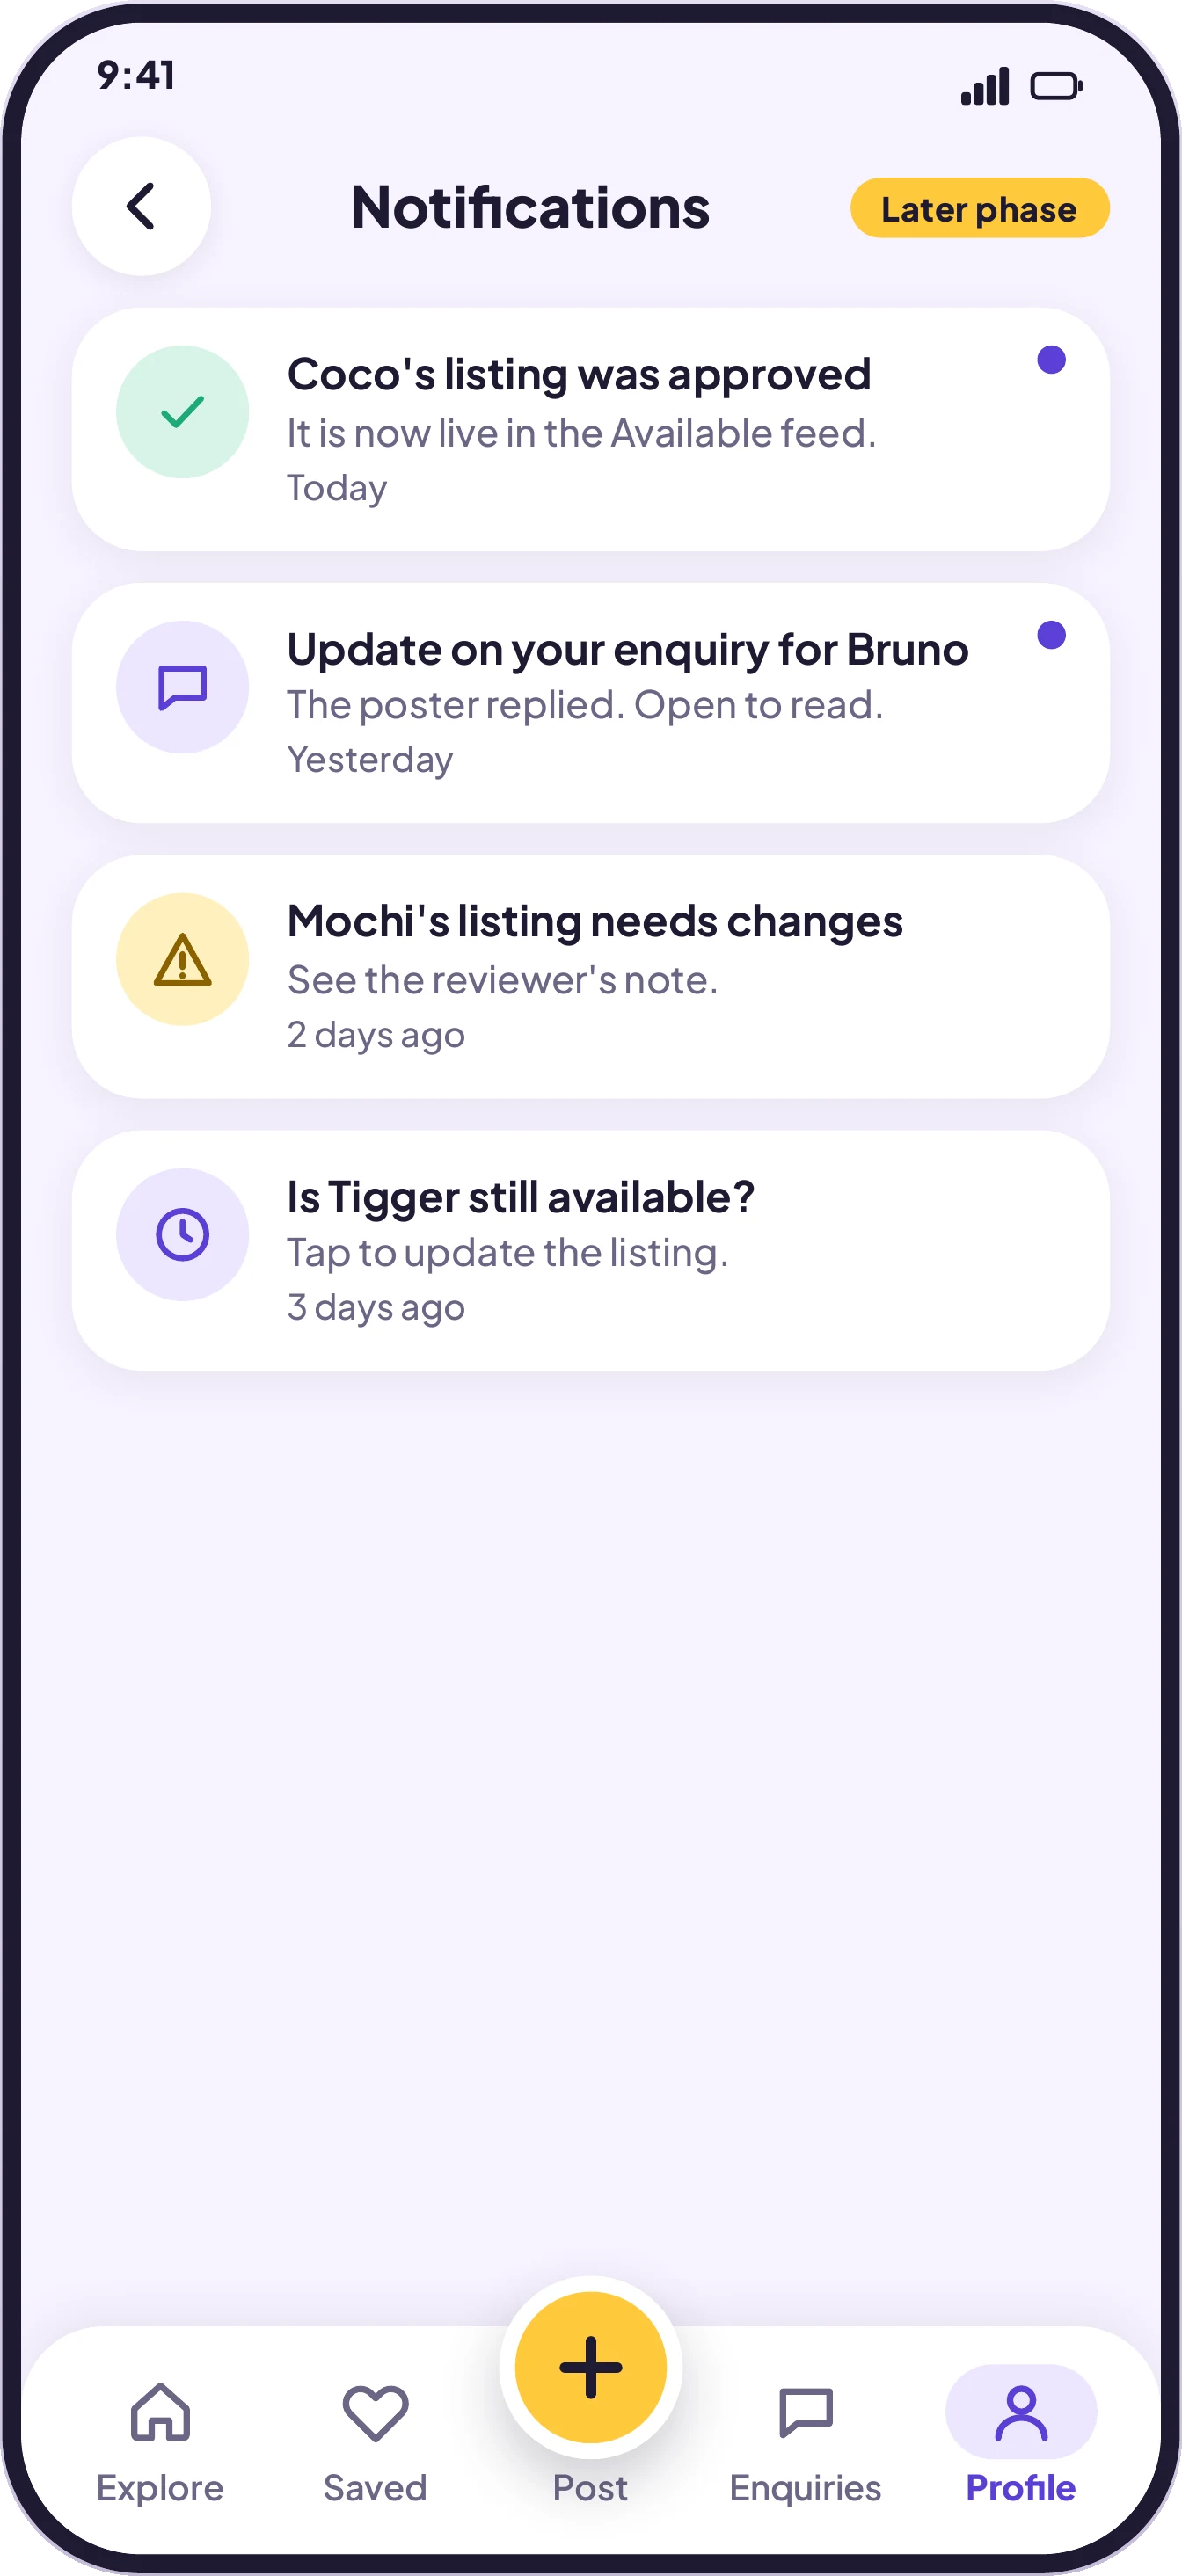 9:41
Notifications
Later phase
Coco's listing was approved
It is now live in the Available feed.
Today
Update on your enquiry for Bruno
The poster replied. Open to read.
Yesterday
Mochi's listing needs changes
See the reviewer's note.
2 days ago
Is Tigger still available?
Tap to update the listing.
3 days ago
Explore
Saved
Post
Enquiries
Profile